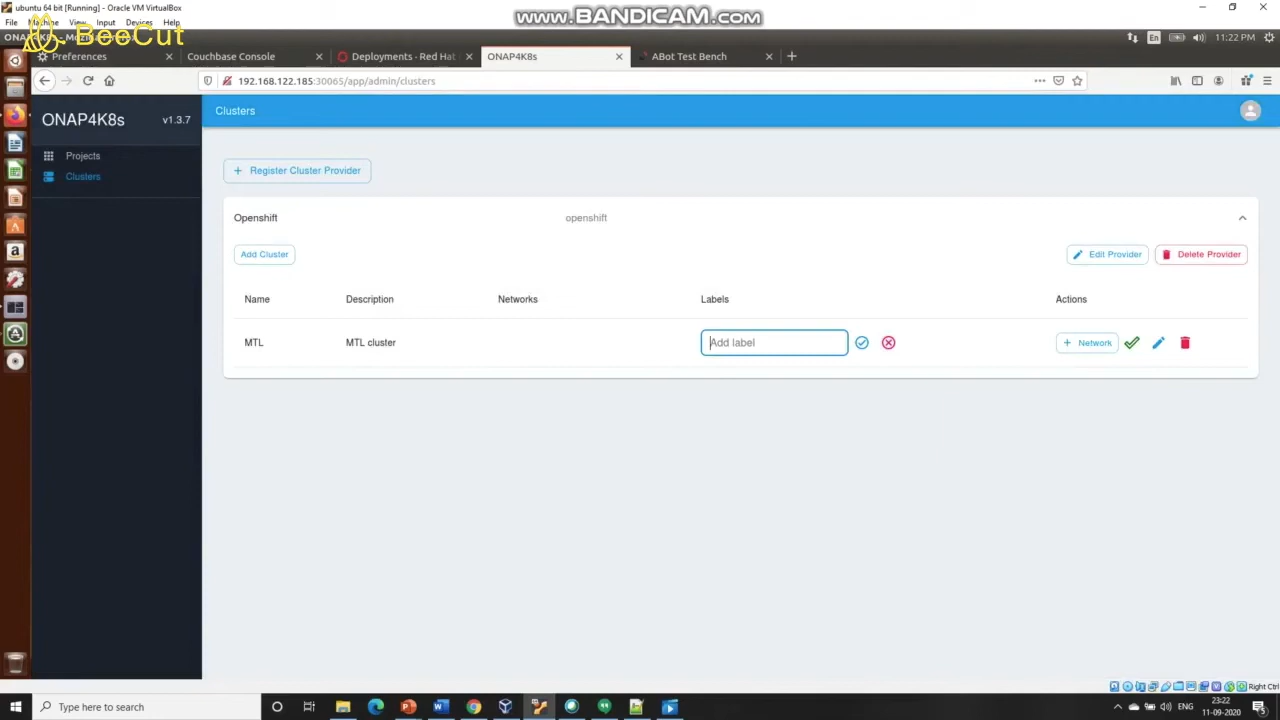 ubuntu 64 bit [Running] - Oracle VM VirtualBox
www.BANDICAM.com
File Machine View Input Devices Help
BeeCut
En 11:22 PM
Preferences
Couchbase Console
Deployments - Red Hat
ONAP4K8s
ABot Test Bench
192.168.122.185:30065/app/admin/clusters
ONAP4K8s v1.3.7
Clusters
Projects
Clusters
+ Register Cluster Provider
Openshift openshift
Add Cluster
Edit Provider
Delete Provider
Name Description Networks Labels Actions
MTL MTL cluster Add label + Network
Right Ctrl
Type here to search
ENG
23:22
11-09-2020
5